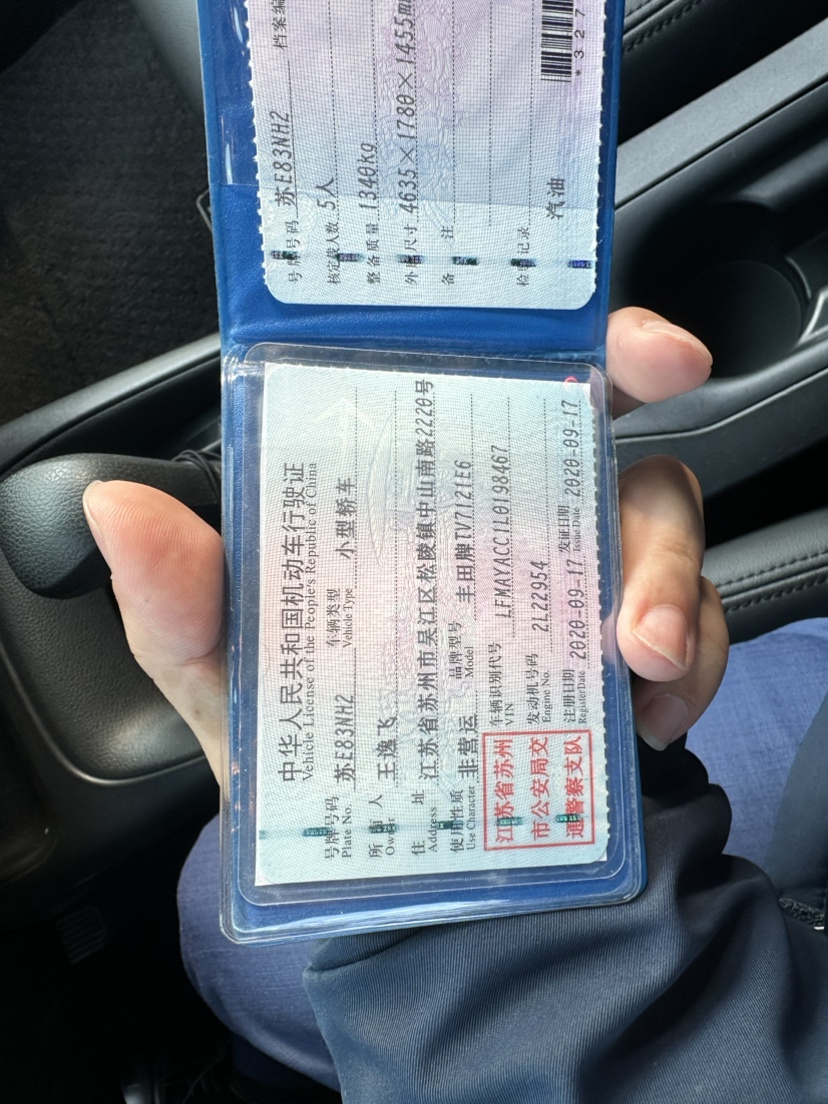 中华人民共和国机动车行驶证
Vehicle License of the People's Republic of China
号牌号码 苏E83NH2 车辆类型 小型轿车
Plate No. Vehicle Type
所有人 王逸飞
Owner
住址 江苏省苏州市吴江区松陵镇中山南路2220号
Address
使用性质 非营运 品牌型号 丰田牌TV7121E6
Use Character Model
江苏省苏州
市公安局交
通警察支队
车辆识别代号 LFMAYACC1L0198467
VIN
发动机号码 2L22954
Engine No.
注册日期 2020-09-17 发证日期 2020-09-17
Register Date Issue Date
号牌号码 苏E83NH2 档案编
核定载人数 5人
整备质量 1340kg
外廓尺寸 4635×1780×1455m
备注
检验记录
汽油
*327